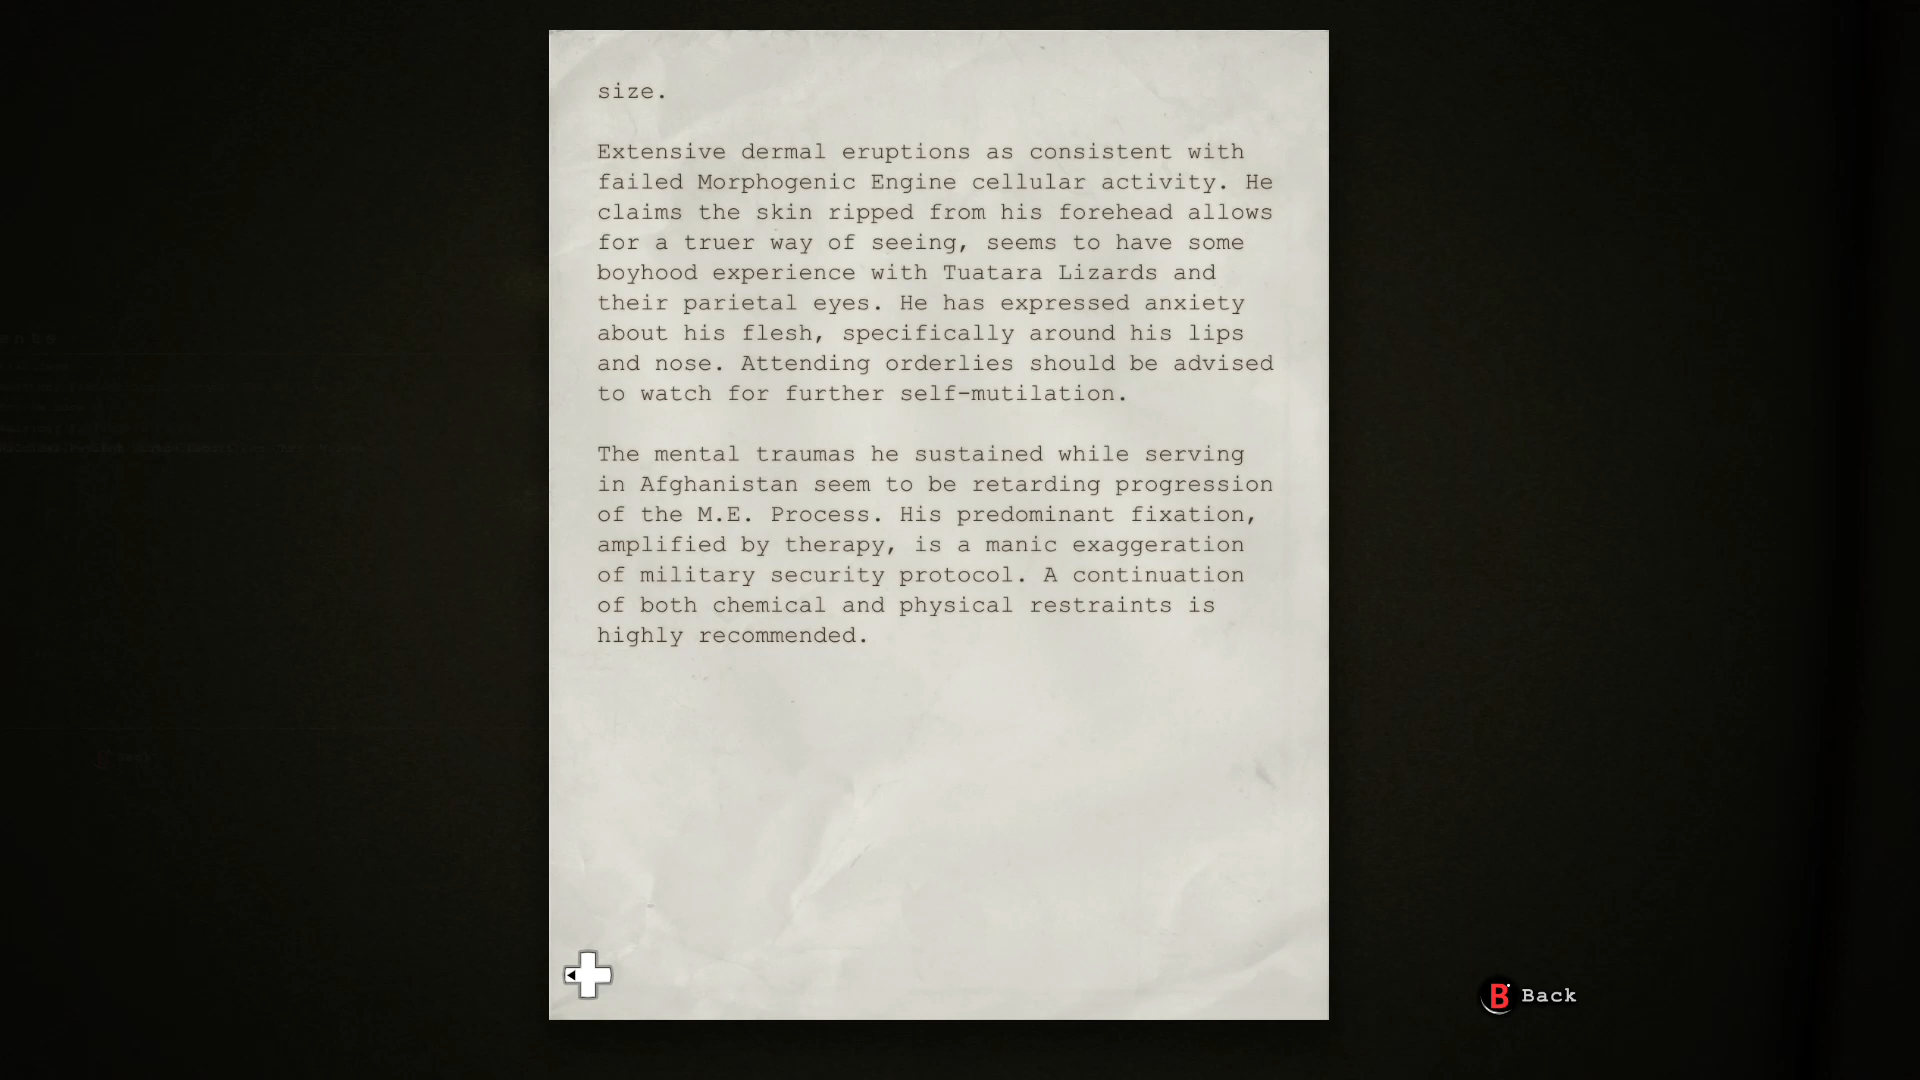 size.
Extensive dermal eruptions as consistent with
failed Morphogenic Engine cellular activity. He
claims the skin ripped from his forehead allows
for a truer way of seeing, seems to have some
boyhood experience with Tuatara Lizards and
their parietal eyes. He has expressed anxiety
about his flesh, specifically around his lips
and nose. Attending orderlies should be advised
to watch for further self-mutilation.
The mental traumas he sustained while serving
in Afghanistan seem to be retarding progression
of the M.E. Process. His predominant fixation,
amplified by therapy, is a manic exaggeration
of military security protocol. A continuation
of both chemical and physical restraints is
highly recommended.
B Back